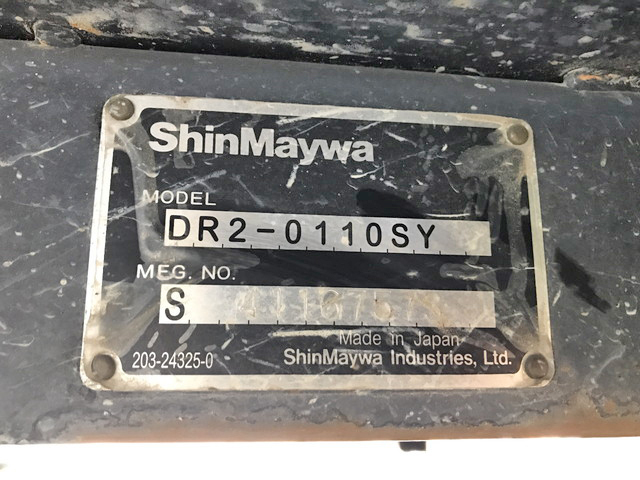 ShinMaywa
MODEL
DR2-0110SY
MFG. NO.
S
Made in Japan
203-24325-0 ShinMaywa Industries, Ltd.